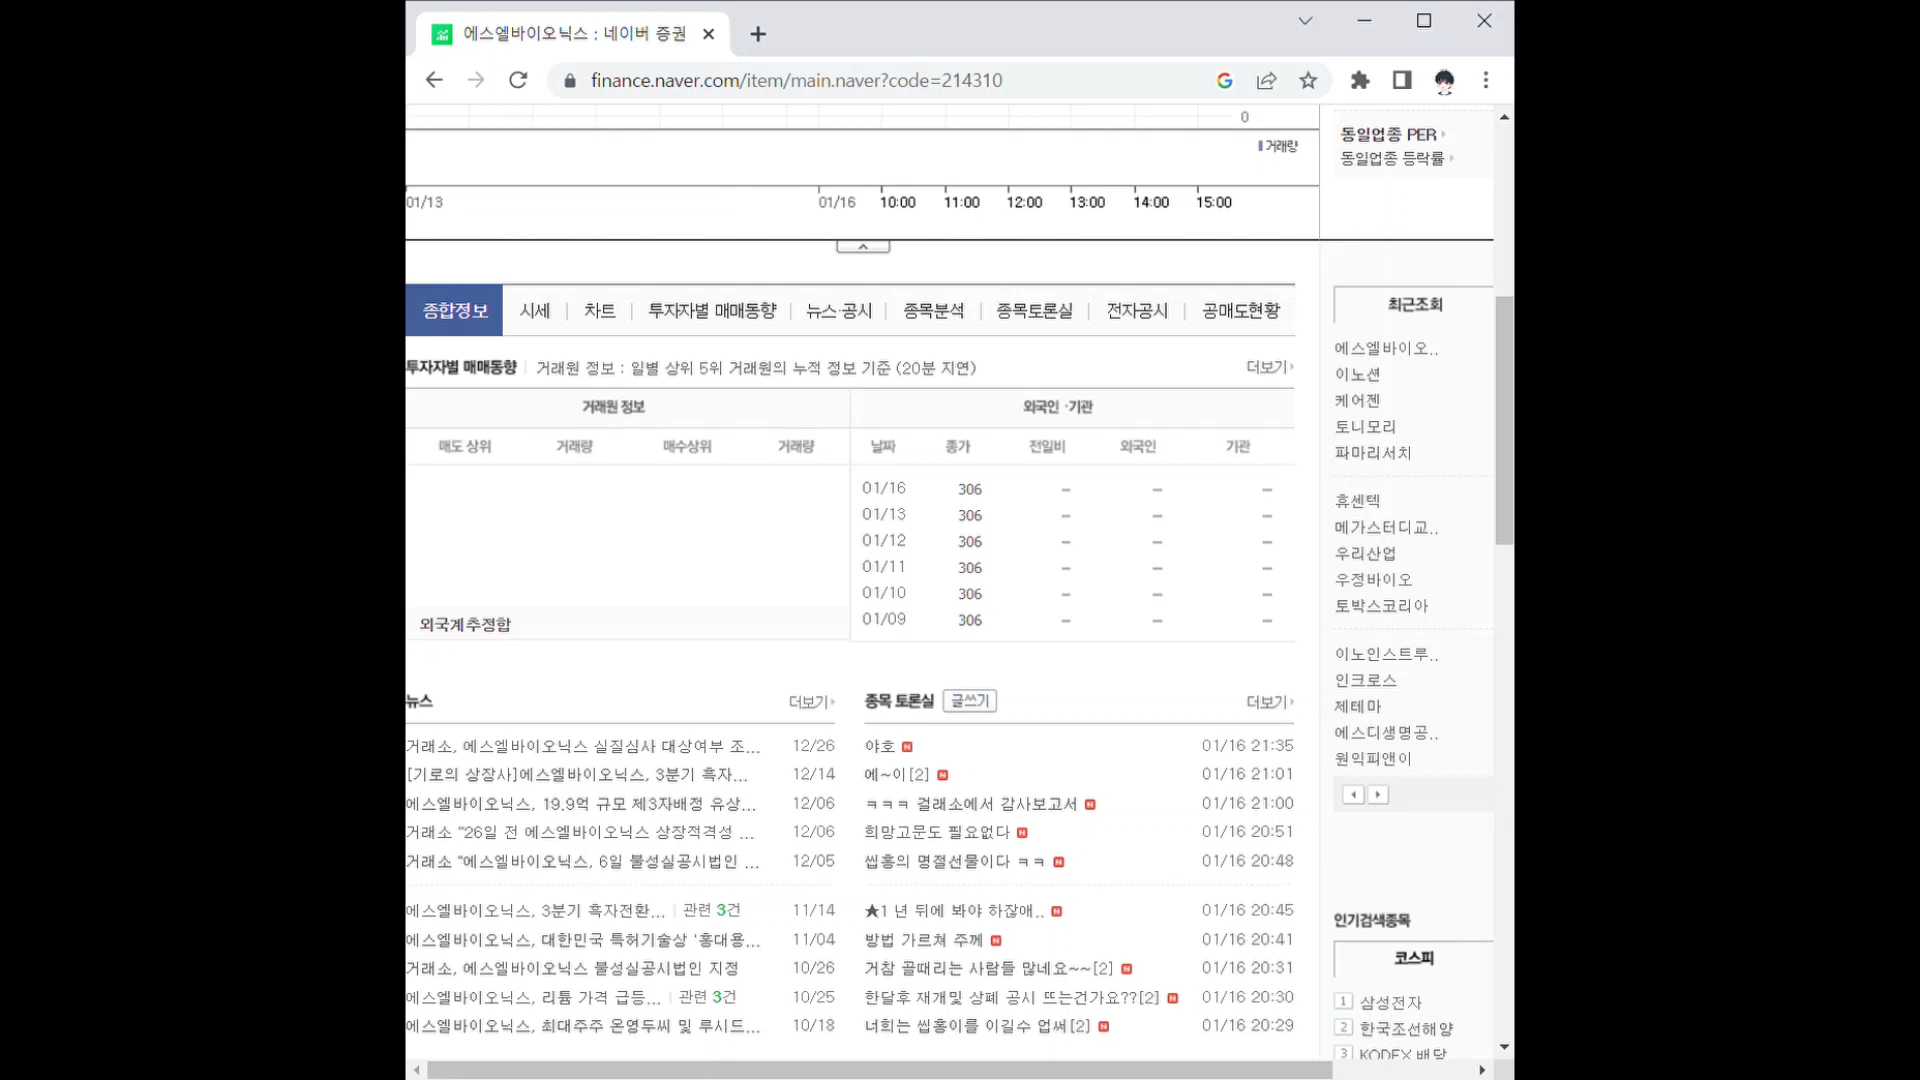 에스엘바이오닉스 : 네이버 증권
finance.naver.com/item/main.naver?code=214310
0
거래량
01/13 01/16 10:00 11:00 12:00 13:00 14:00 15:00
동일업종 PER
동일업종 등락률
종합정보 시세 차트 투자자별 매매동향 뉴스·공시 종목분석 종목토론실 전자공시 공매도현황
투자자별 매매동향 거래원 정보 : 일별 상위 5위 거래원의 누적 정보 기준 (20분 지연) 더보기
거래원 정보 외국인 ·기관
매도 상위 거래량 매수상위 거래량 날짜 종가 전일비 외국인 기관
01/16 306 – – –
01/13 306 – – –
01/12 306 – – –
01/11 306 – – –
01/10 306 – – –
01/09 306 – – –
외국계추정합
뉴스 더보기
거래소, 에스엘바이오닉스 실질심사 대상여부 조... 12/26
[기로의 상장사]에스엘바이오닉스, 3분기 흑자... 12/14
에스엘바이오닉스, 19.9억 규모 제3자배정 유상... 12/06
거래소 “26일 전 에스엘바이오닉스 상장적격성 ... 12/06
거래소 "에스엘바이오닉스, 6일 불성실공시법인 ... 12/05
에스엘바이오닉스, 3분기 흑자전환... 관련 3건 11/14
에스엘바이오닉스, 대한민국 특허기술상 '홍대용... 11/04
거래소, 에스엘바이오닉스 불성실공시법인 지정 10/26
에스엘바이오닉스, 리튬 가격 급등... 관련 3건 10/25
에스엘바이오닉스, 최대주주 온영두씨 및 루시드... 10/18
종목 토론실 글쓰기 더보기
야호 N 01/16 21:35
에~이[2] N 01/16 21:01
ㅋㅋㅋ 걸래소에서 감사보고서 N 01/16 21:00
희망고문도 필요없다 N 01/16 20:51
씹홍의 명절선물이다 ㅋㅋ N 01/16 20:48
★1 년 뒤에 봐야 하잖애.. N 01/16 20:45
방법 가르쳐 주께 N 01/16 20:41
거참 골때리는 사람들 많네요~~[2] N 01/16 20:31
한달후 재개및 상폐 공시 뜨는건가요??[2] N 01/16 20:30
너희는 씹홍이를 이길수 업써[2] N 01/16 20:29
최근조회
에스엘바이오..
이노션
케어젠
토니모리
파마리서치
휴센텍
메가스터디교..
우리산업
우정바이오
토박스코리아
이노인스트루..
인크로스
제테마
에스디생명공..
원익피앤이
인기검색종목
코스피
1 삼성전자
2 한국조선해양
3 KODEX 배당